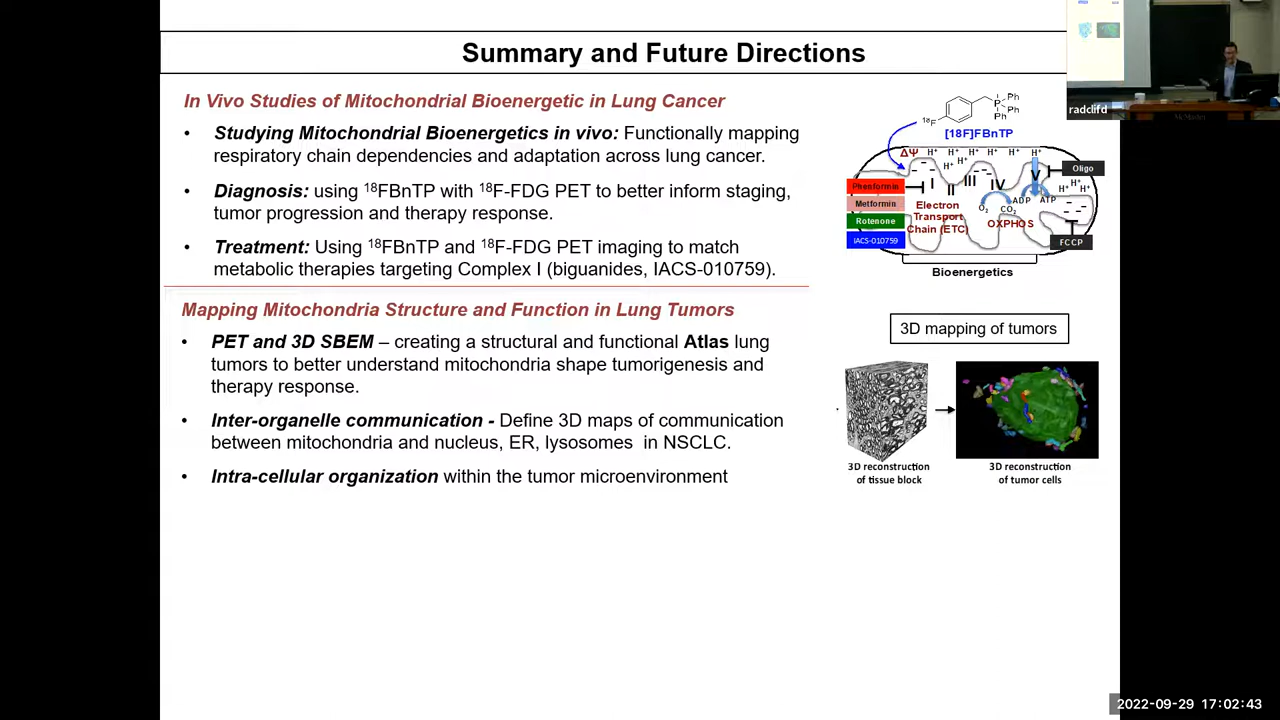 Summary and Future Directions
In Vivo Studies of Mitochondrial Bioenergetic in Lung Cancer
• Studying Mitochondrial Bioenergetics in vivo: Functionally mapping
respiratory chain dependencies and adaptation across lung cancer.
• Diagnosis: using 18FBnTP with 18F-FDG PET to better inform staging,
tumor progression and therapy response.
• Treatment: Using 18FBnTP and 18F-FDG PET imaging to match
metabolic therapies targeting Complex I (biguanides, IACS-010759).
Mapping Mitochondria Structure and Function in Lung Tumors
• PET and 3D SBEM – creating a structural and functional Atlas lung
tumors to better understand mitochondria shape tumorigenesis and
therapy response.
• Inter-organelle communication - Define 3D maps of communication
between mitochondria and nucleus, ER, lysosomes in NSCLC.
• Intra-cellular organization within the tumor microenvironment
radclifd
18F
P
Ph
Ph
Ph
[18F]FBnTP
ΔΨ
H+ H+ H+ H+ H+ H+
H+ H+
I II III IV V
Oligo
H+ H+ H+
Phenformin
Metformin
Rotenone
IACS-010759
Electron
Transport
Chain (ETC)
O2 CO2 ADP ATP
OXPHOS
FCCP
Bioenergetics
3D mapping of tumors
3D reconstruction
of tissue block
3D reconstruction
of tumor cells
2022-09-29 17:02:43